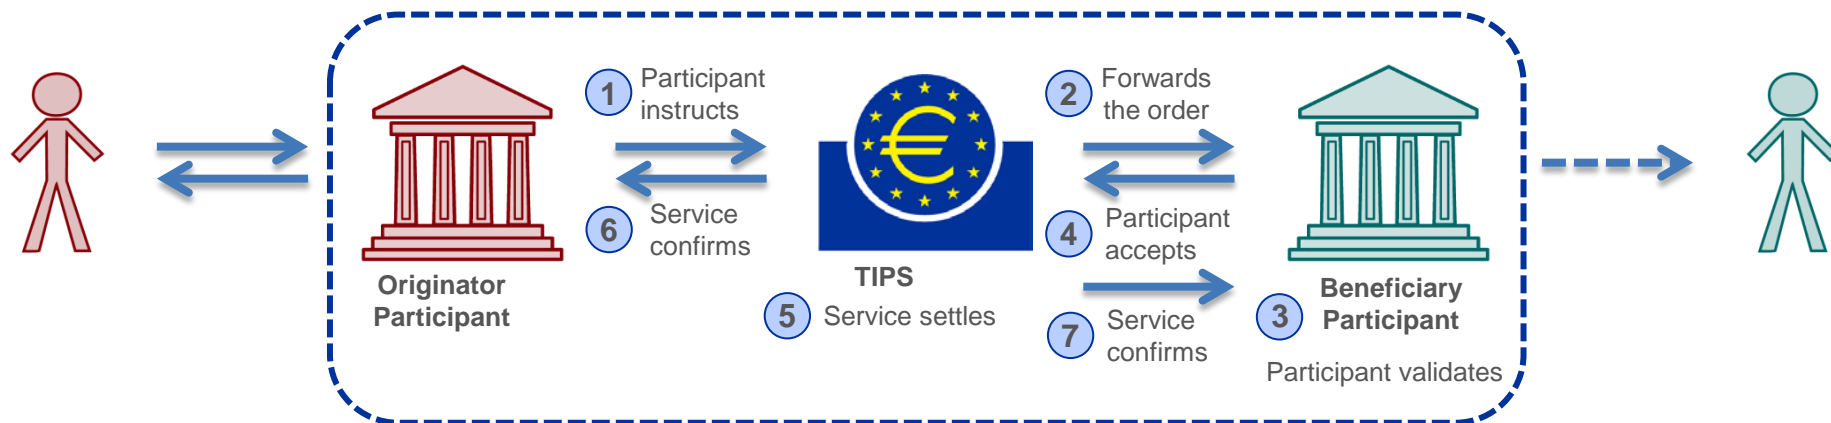 1
Participant
instructs
2
Forwards
the order
6
Service
confirms
4
Participant
accepts
Originator
Participant
TIPS
5
Service settles
7
Service
confirms
3
Beneficiary
Participant
Participant validates